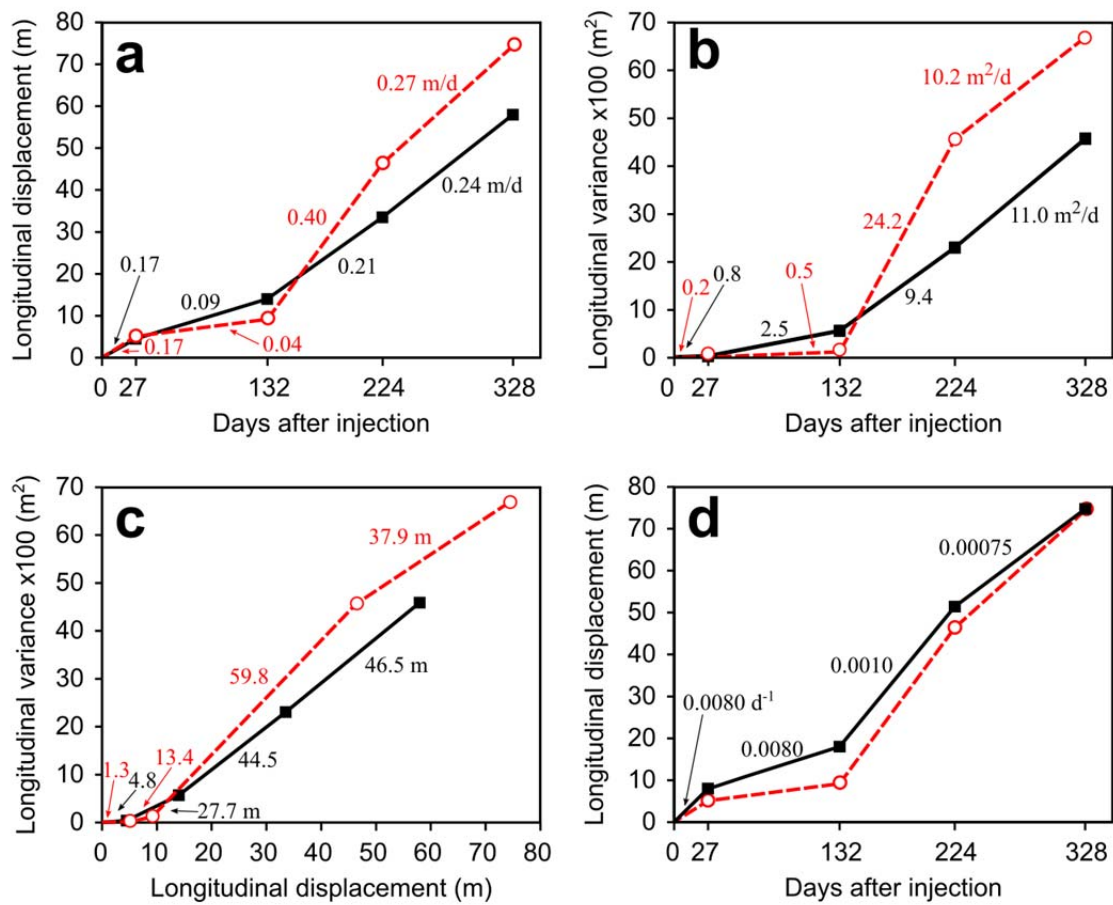 a
Longitudinal displacement (m)
80
70
60
50
40
30
20
10
0
0.27 m/d
0.24 m/d
0.40
0.21
0.17
0.09
0.17
0.04
0 27 132 224 328
Days after injection
b
Longitudinal variance x100 (m²)
70
60
50
40
30
20
10
0
10.2 m²/d
11.0 m²/d
24.2
9.4
0.2
0.8
0.5
2.5
0 27 132 224 328
Days after injection
c
Longitudinal variance x100 (m²)
70
60
50
40
30
20
10
0
37.9 m
46.5 m
59.8
44.5
1.3
4.8
13.4
27.7 m
0 10 20 30 40 50 60 70 80
Longitudinal displacement (m)
d
Longitudinal displacement (m)
80
70
60
50
40
30
20
10
0
0.00075
0.0010
0.0080 d⁻¹
0.0080
0 27 132 224 328
Days after injection